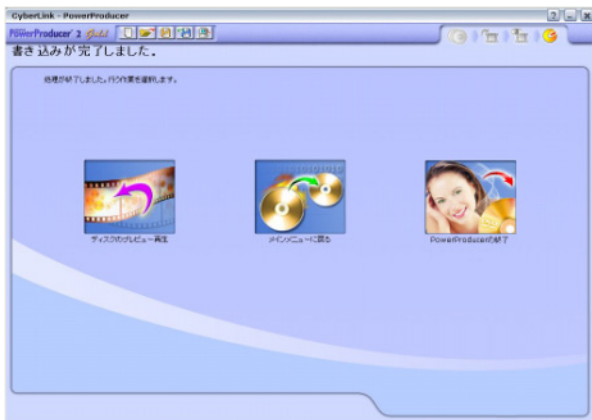 CyberLink - PowerProducer
PowerProducer 2 Gold
書き込みが完了しました。
処理が終了しました。行う作業を選択します。
101010101
ディスクのプレビュー再生
メインメニューに戻る
PowerProducerの終了